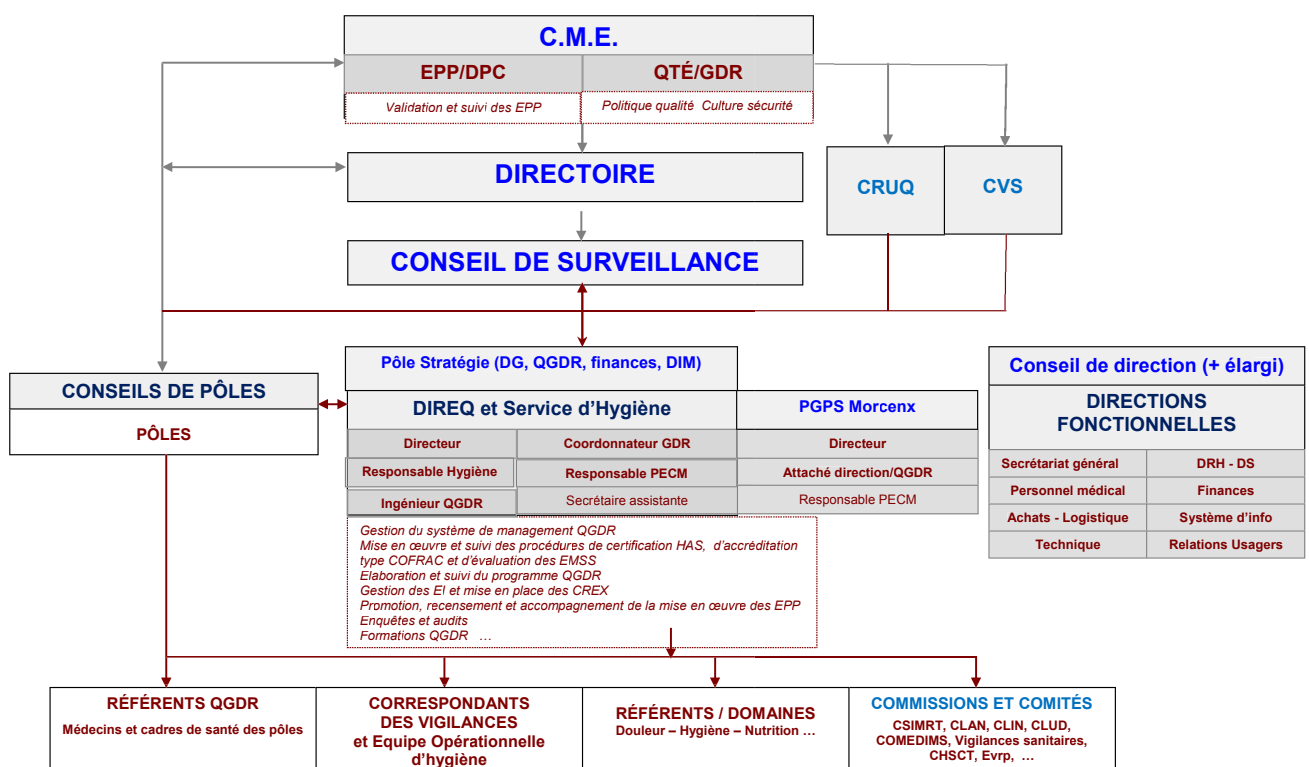 C.M.E.
EPP/DPC
QTÉ/GDR
Validation et suivi des EPP
Politique qualité Culture sécurité
DIRECTOIRE
CRUQ
CVS
CONSEIL DE SURVEILLANCE
Pôle Stratégie (DG, QGDR, finances, DIM)
Conseil de direction (+ élargi)
CONSEILS DE PÔLES
PÔLES
DIREQ et Service d’Hygiène
PGPS Morcenx
DIRECTIONS
FONCTIONNELLES
Directeur
Coordonnateur GDR
Directeur
Responsable Hygiène
Responsable PECM
Attaché direction/QGDR
Ingénieur QGDR
Secrétaire assistante
Responsable PECM
Secrétariat général
DRH - DS
Personnel médical
Finances
Achats - Logistique
Système d’info
Technique
Relations Usagers
Gestion du système de management QGDR
Mise en œuvre et suivi des procédures de certification HAS, d’accréditation
type COFRAC et d’évaluation des EMSS
Elaboration et suivi du programme QGDR
Gestion des EI et mise en place des CREX
Promotion, recensement et accompagnement de la mise en œuvre des EPP
Enquêtes et audits
Formations QGDR …
RÉFÉRENTS QGDR
Médecins et cadres de santé des pôles
CORRESPONDANTS
DES VIGILANCES
et Equipe Opérationnelle
d’hygiène
RÉFÉRENTS / DOMAINES
Douleur – Hygiène – Nutrition …
COMMISSIONS ET COMITÉS
CSIMRT, CLAN, CLIN, CLUD,
COMEDIMS, Vigilances sanitaires,
CHSCT, Evrp, …